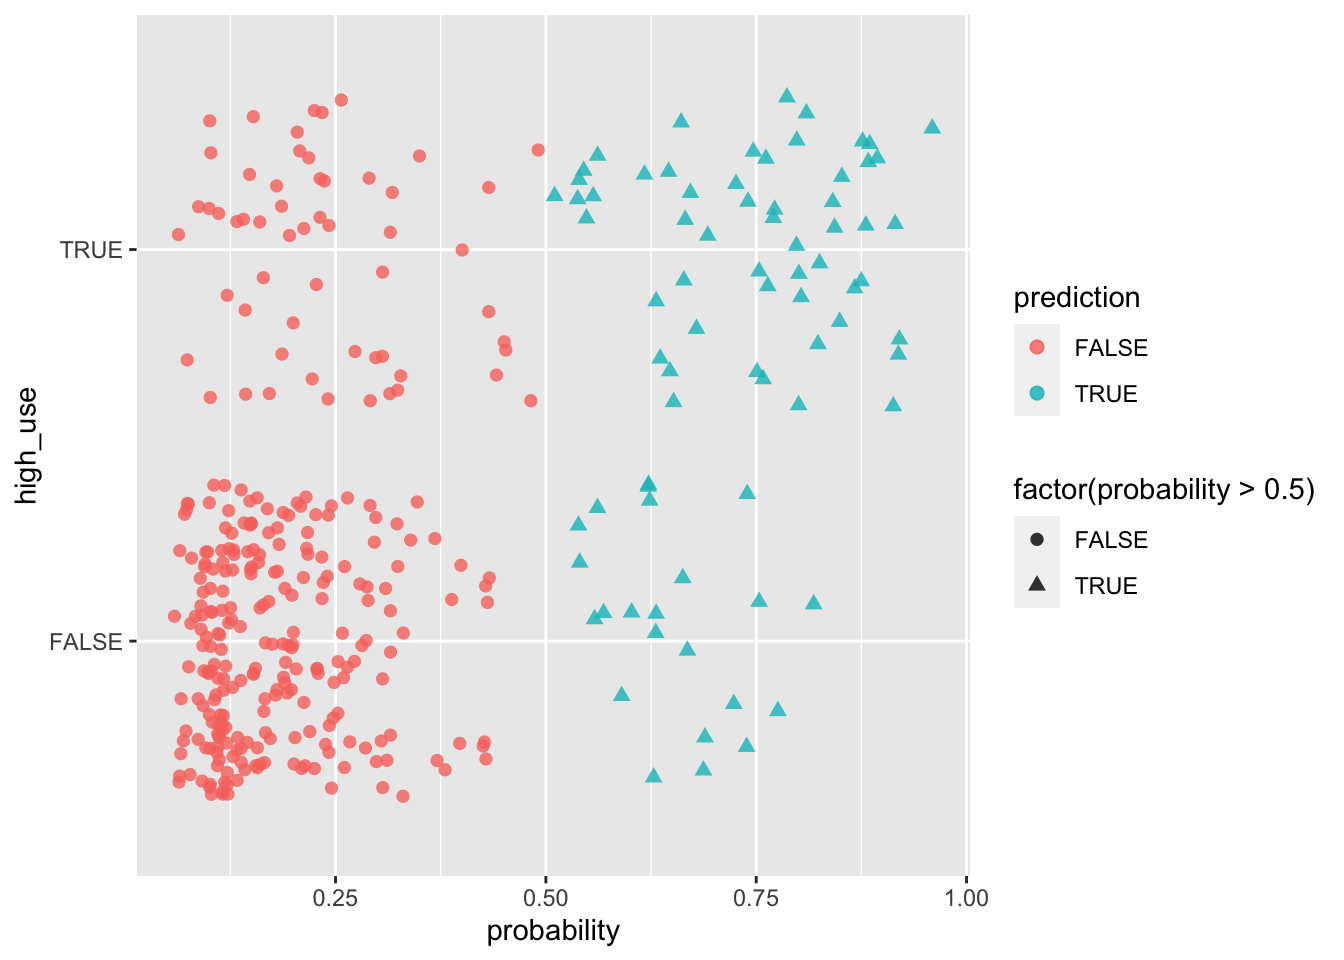 TRUE
FALSE
high_use
0.25 0.50 0.75 1.00
probability
prediction
FALSE
TRUE
factor(probability > 0.5)
FALSE
TRUE